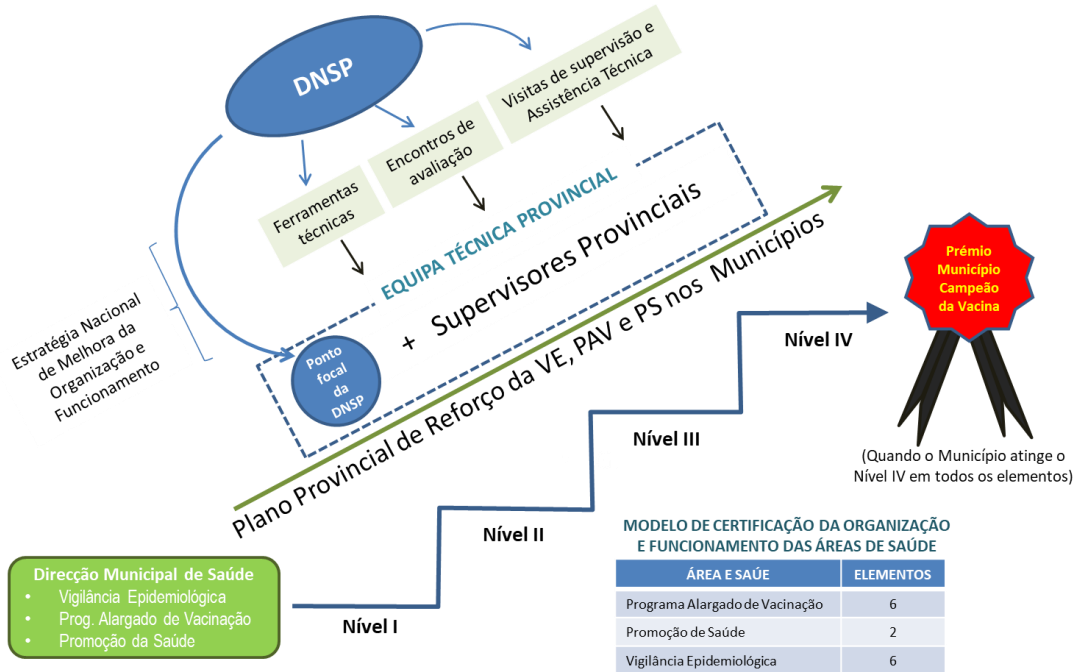 DNSP
Visitas de supervisão e
Assistência Técnica
Encontros de
avaliação
Ferramentas
técnicas
EQUIPA TÉCNICA PROVINCIAL
+ Supervisores Provinciais
Ponto
focal
da
DNSP
Estratégia Nacional
de Melhora da
Organização e
Funcionamento
Plano Provincial de Reforço da VE, PAV e PS nos Municípios
Prémio
Município
Campeão
da Vacina
(Quando o Município atinge o
Nível IV em todos os elementos)
Nível IV
Nível III
Nível II
Nível I
Direcção Municipal de Saúde
• Vigilância Epidemiológica
• Prog. Alargado de Vacinação
• Promoção da Saúde
MODELO DE CERTIFICAÇÃO DA ORGANIZAÇÃO
E FUNCIONAMENTO DAS ÁREAS DE SAÚDE
ÁREA E SAÚE ELEMENTOS
Programa Alargado de Vacinação 6
Promoção de Saúde 2
Vigilância Epidemiológica 6